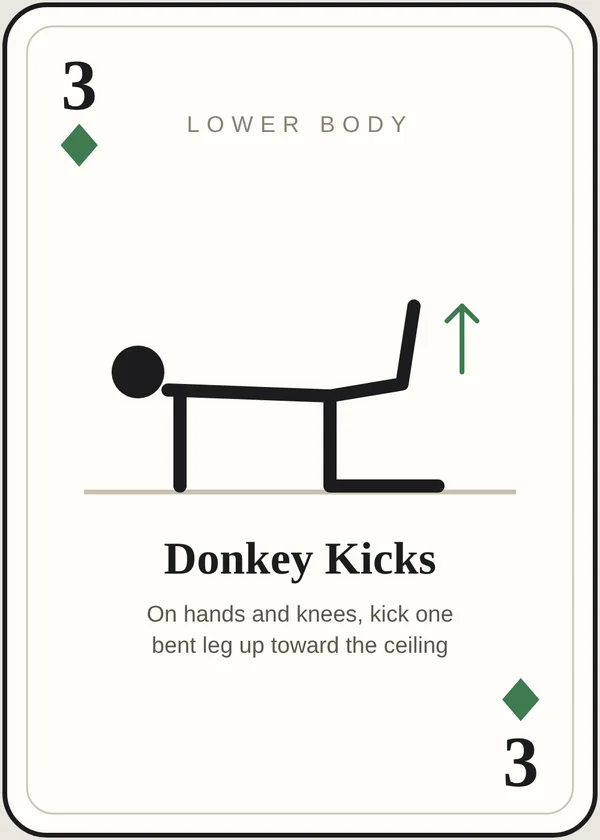 3
LOWER BODY
Donkey Kicks
On hands and knees, kick one
bent leg up toward the ceiling
3